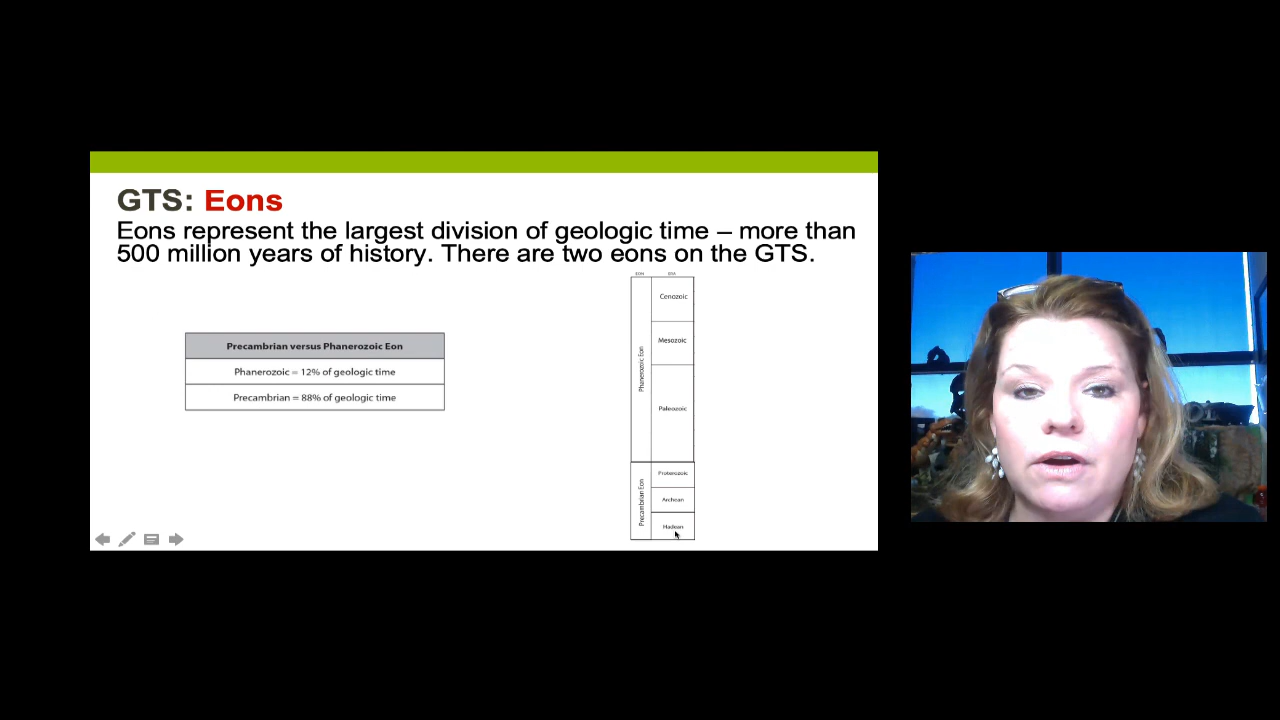 GTS: Eons
Eons represent the largest division of geologic time – more than
500 million years of history. There are two eons on the GTS.
Precambrian versus Phanerozoic Eon
Phanerozoic = 12% of geologic time
Precambrian = 88% of geologic time
EON ERA
Phanerozoic Eon
Cenozoic
Mesozoic
Paleozoic
Precambrian Eon
Proterozoic
Archean
Hadean